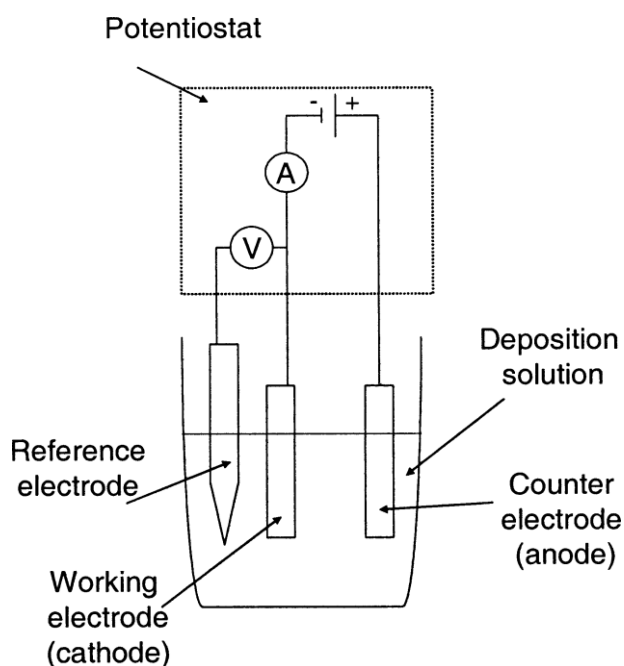 Potentiostat
- +
A
V
Deposition
solution
Reference
electrode
Counter
electrode
(anode)
Working
electrode
(cathode)